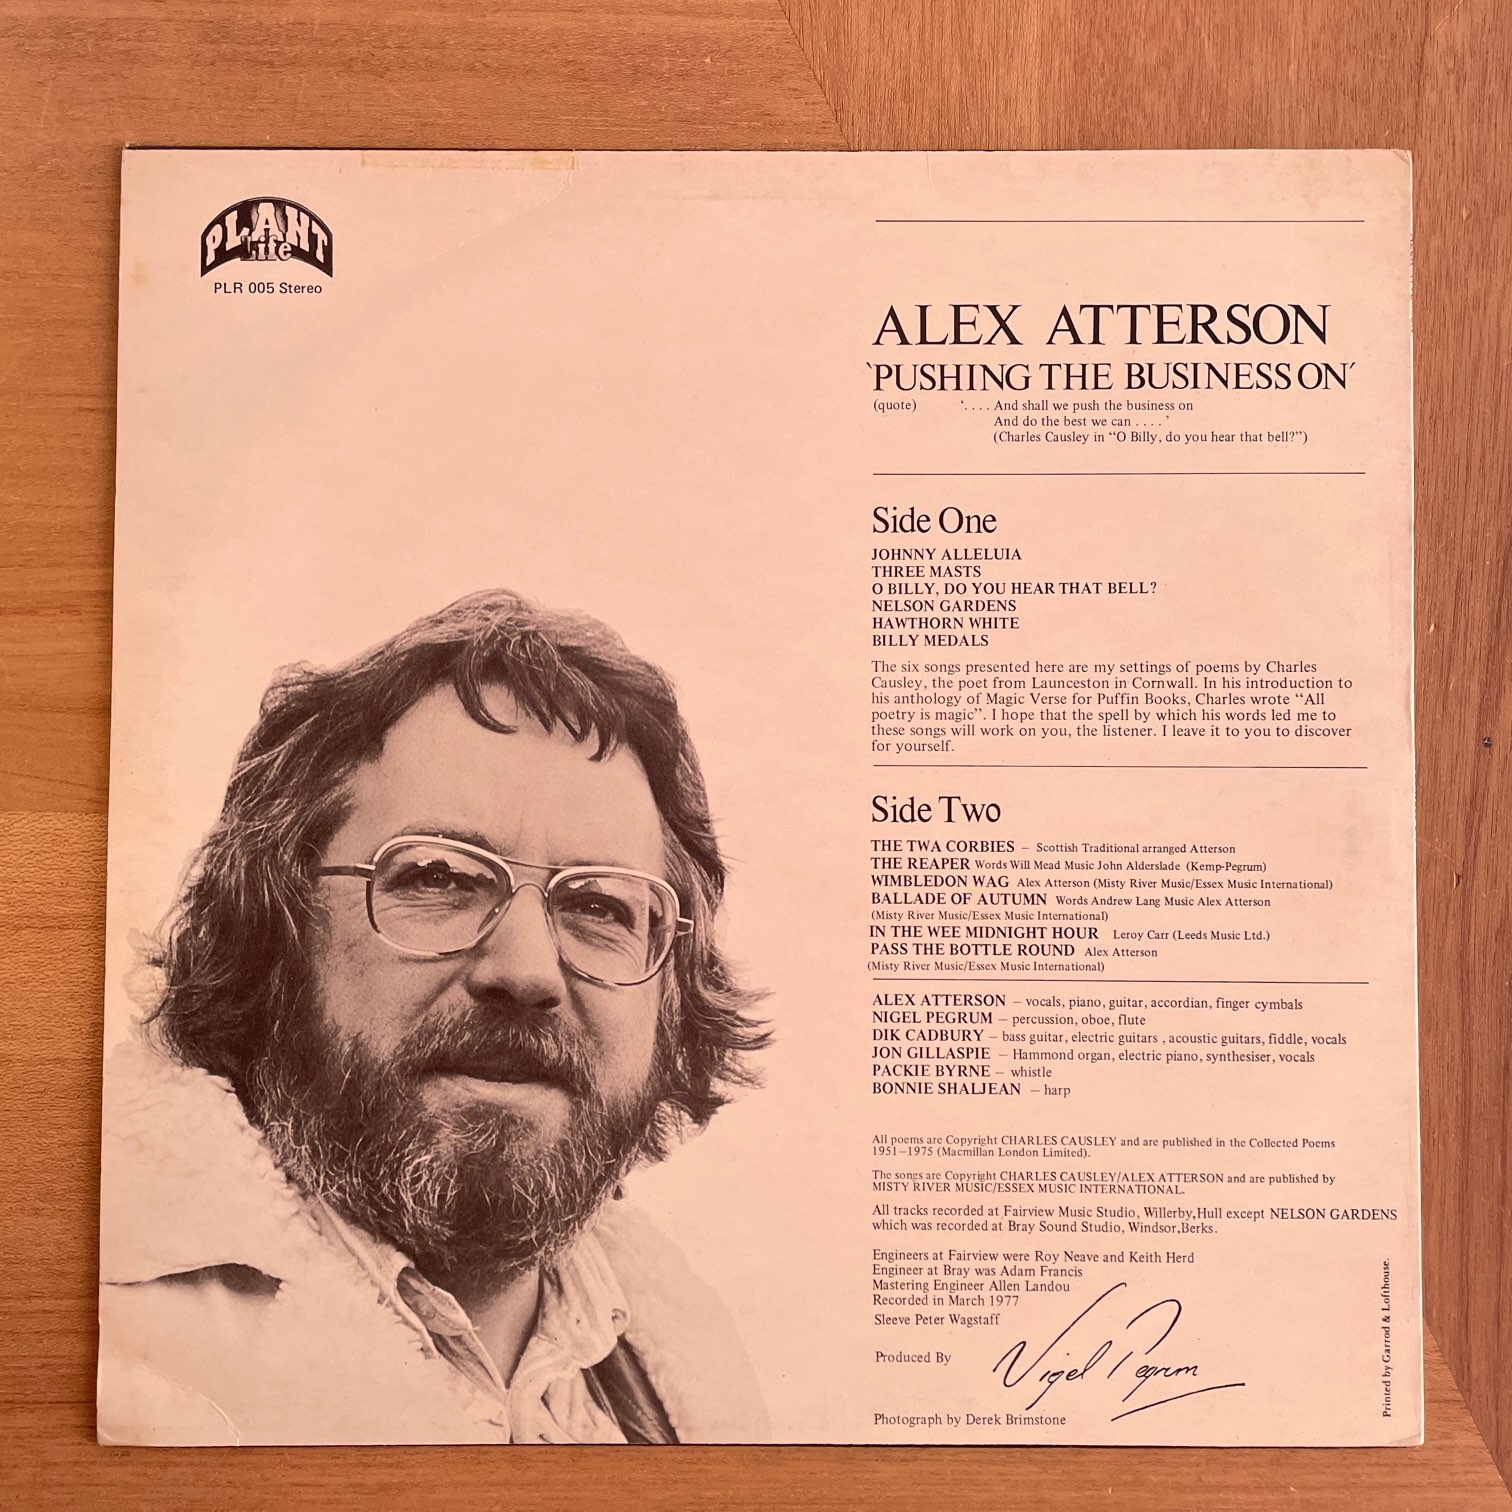 PLANT
Life
PLR 005 Stereo
ALEX ATTERSON
‵PUSHING THE BUSINESS ON′
(quote) ‘. . . . And shall we push the business on
And do the best we can . . . . ’
(Charles Causley in “O Billy, do you hear that bell?”)
Side One
JOHNNY ALLELUIA
THREE MASTS
O BILLY, DO YOU HEAR THAT BELL?
NELSON GARDENS
HAWTHORN WHITE
BILLY MEDALS
The six songs presented here are my settings of poems by Charles
Causley, the poet from Launceston in Cornwall. In his introduction to
his anthology of Magic Verse for Puffin Books, Charles wrote “All
poetry is magic”. I hope that the spell by which his words led me to
these songs will work on you, the listener. I leave it to you to discover
for yourself.
Side Two
THE TWA CORBIES – Scottish Traditional arranged Atterson
THE REAPER Words Will Mead Music John Alderslade (Kemp-Pegrum)
WIMBLEDON WAG Alex Atterson (Misty River Music/Essex Music International)
BALLADE OF AUTUMN Words Andrew Lang Music Alex Atterson
(Misty River Music/Essex Music International)
IN THE WEE MIDNIGHT HOUR Leroy Carr (Leeds Music Ltd.)
PASS THE BOTTLE ROUND Alex Atterson
(Misty River Music/Essex Music International)
ALEX ATTERSON – vocals, piano, guitar, accordian, finger cymbals
NIGEL PEGRUM – percussion, oboe, flute
DIK CADBURY – bass guitar, electric guitars , acoustic guitars, fiddle, vocals
JON GILLASPIE – Hammond organ, electric piano, synthesiser, vocals
PACKIE BYRNE – whistle
BONNIE SHALJEAN – harp
All poems are Copyright CHARLES CAUSLEY and are published in the Collected Poems
1951–1975 (Macmillan London Limited).
The songs are Copyright CHARLES CAUSLEY/ALEX ATTERSON and are published by
MISTY RIVER MUSIC/ESSEX MUSIC INTERNATIONAL.
All tracks recorded at Fairview Music Studio, Willerby,Hull except NELSON GARDENS
which was recorded at Bray Sound Studio, Windsor,Berks.
Engineers at Fairview were Roy Neave and Keith Herd
Engineer at Bray was Adam Francis
Mastering Engineer Allen Landou
Recorded in March 1977
Sleeve Peter Wagstaff
Produced By Nigel Pegrum
Photograph by Derek Brimstone
Printed by Garrod & Lofthouse.